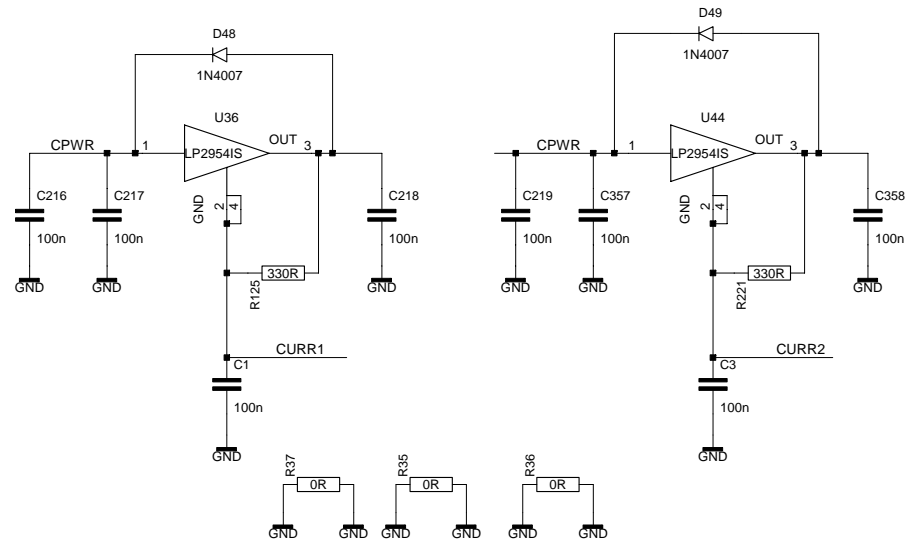 D48
1N4007
U36
CPWR
1
LP2954IS
OUT
3
GND
2
4
C216
100n
GND
C217
100n
GND
C218
100n
GND
330R
R125
CURR1
C1
100n
GND
D49
1N4007
U44
CPWR
1
LP2954IS
OUT
3
GND
2
4
C219
100n
GND
C357
100n
GND
C358
100n
GND
330R
R221
CURR2
C3
100n
GND
R37
0R
GND
GND
R35
0R
GND
GND
R36
0R
GND
GND